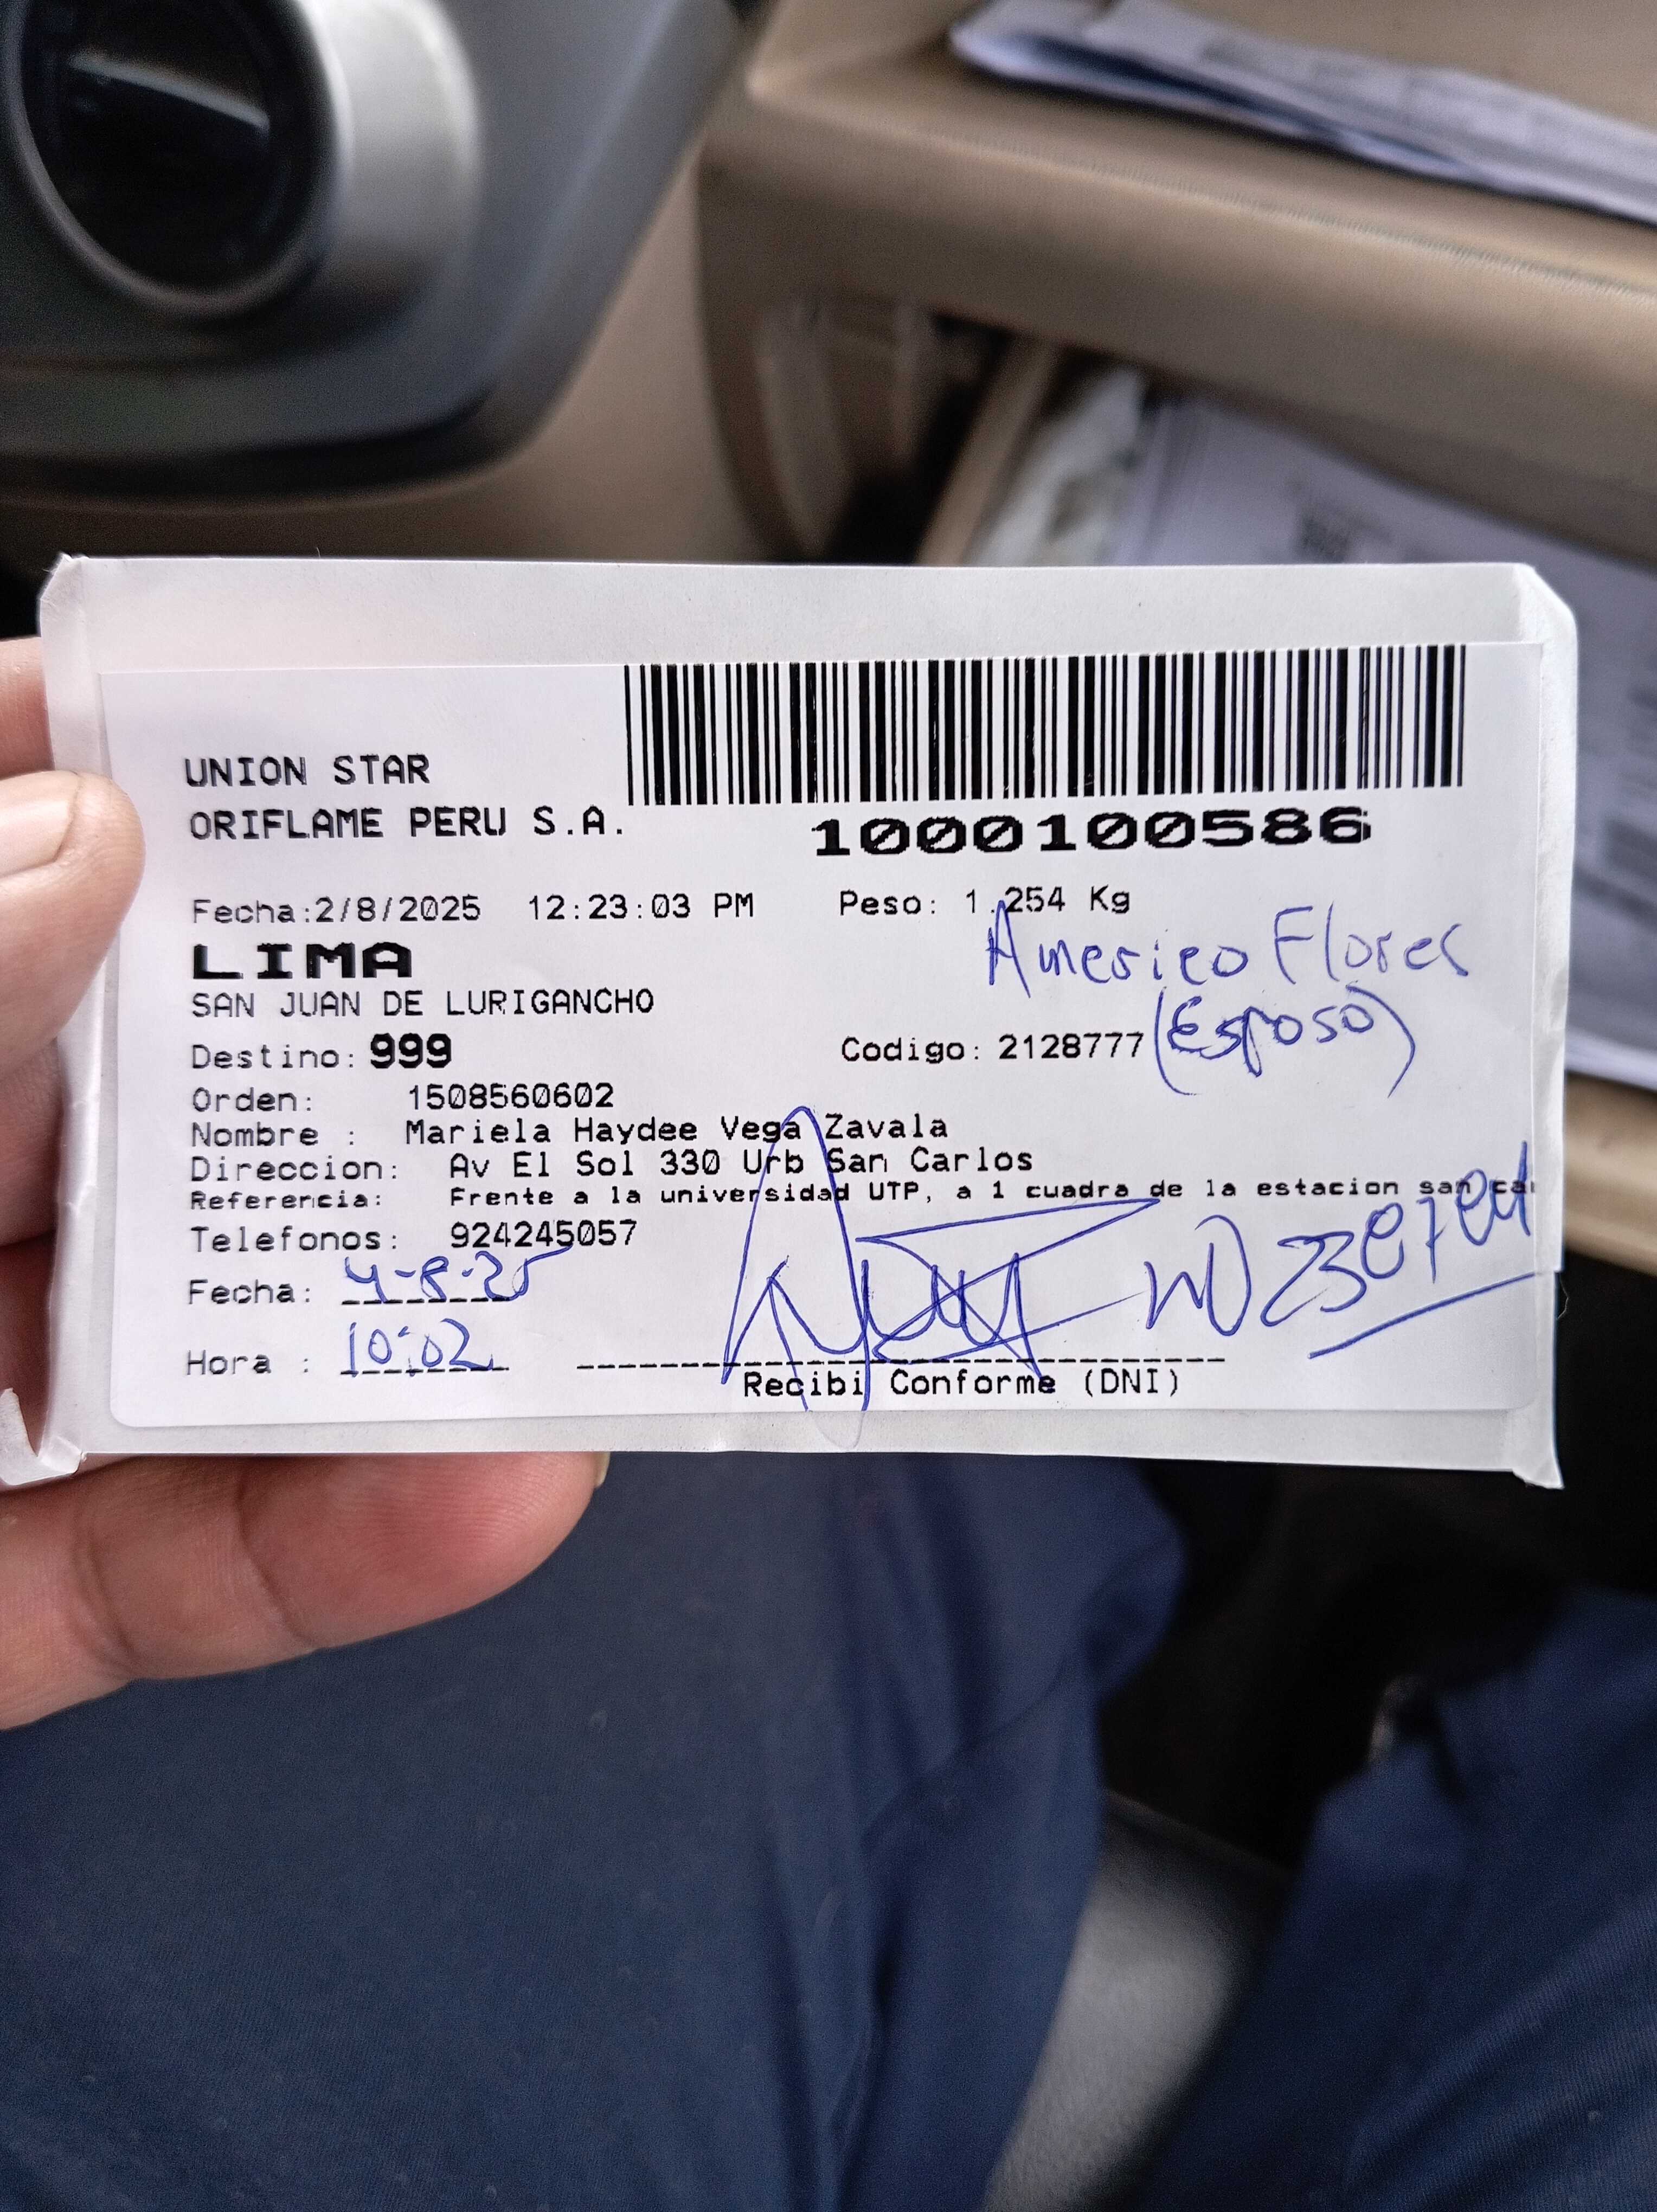 UNION STAR
ORIFLAME PERU S.A.
1000100586
Fecha:2/8/2025 12:23:03 PM Peso: 1.254 Kg
LIMA
Americo Flores
SAN JUAN DE LURIGANCHO
(Esposo)
Destino: 999 Codigo: 2128777
Orden: 1508560602
Nombre : Mariela Haydee Vega Zavala
Direccion: Av El Sol 330 Urb San Carlos
Referencia: Frente a la universidad UTP, a 1 cuadra de la estacion san ca
Telefonos: 924245057
Fecha: 4-8-25
Hora : 10:02
Recibi Conforme (DNI)